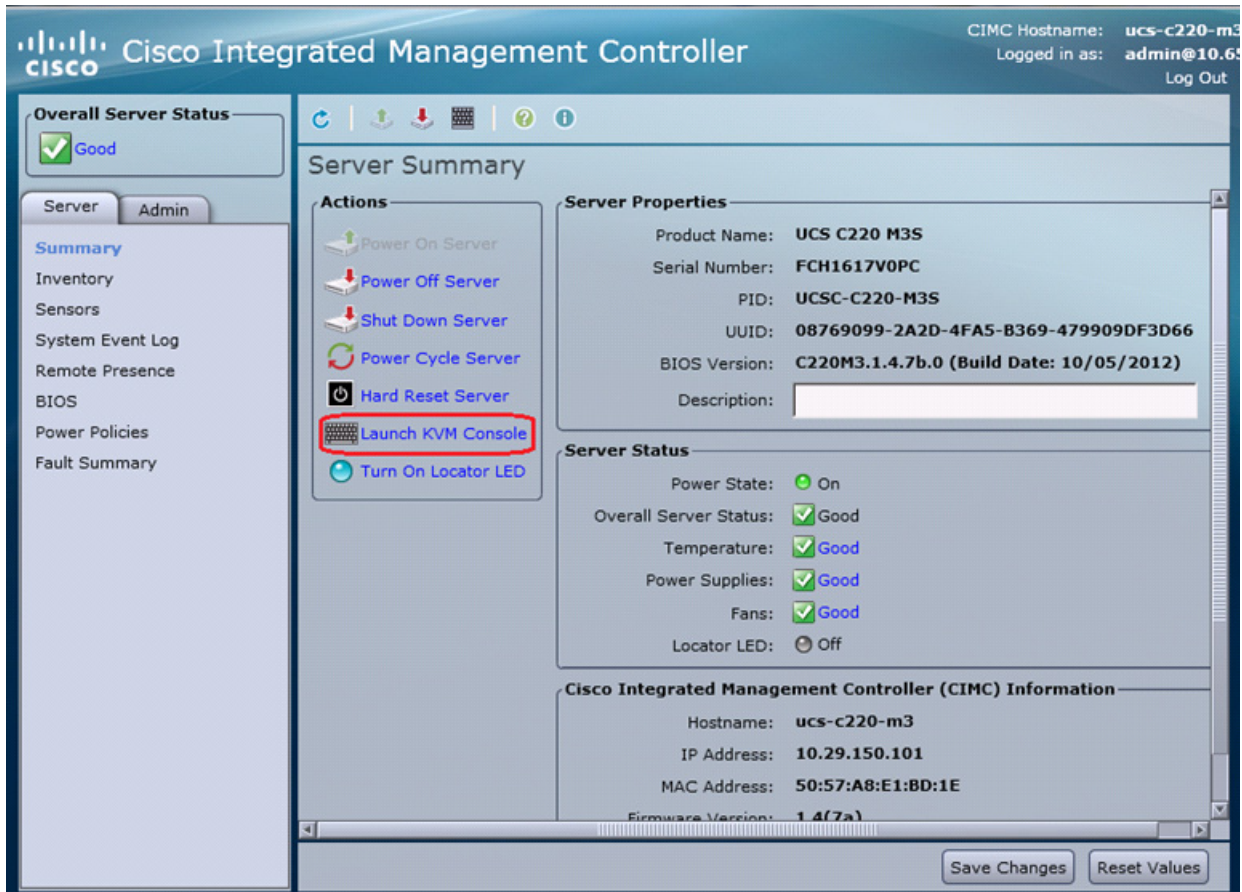 CISCO Cisco Integrated Management Controller
CIMC Hostname: ucs-c220-m3
Logged in as: admin@10.65
Log Out
Overall Server Status
Good
Server Admin
Summary
Inventory
Sensors
System Event Log
Remote Presence
BIOS
Power Policies
Fault Summary
Server Summary
Actions
Power On Server
Power Off Server
Shut Down Server
Power Cycle Server
Hard Reset Server
Launch KVM Console
Turn On Locator LED
Server Properties
Product Name: UCS C220 M3S
Serial Number: FCH1617V0PC
PID: UCSC-C220-M3S
UUID: 08769099-2A2D-4FA5-B369-479909DF3D66
BIOS Version: C220M3.1.4.7b.0 (Build Date: 10/05/2012)
Description:
Server Status
Power State: On
Overall Server Status: Good
Temperature: Good
Power Supplies: Good
Fans: Good
Locator LED: Off
Cisco Integrated Management Controller (CIMC) Information
Hostname: ucs-c220-m3
IP Address: 10.29.150.101
MAC Address: 50:57:A8:E1:BD:1E
Firmware Version: 1.4(7a)
Save Changes Reset Values